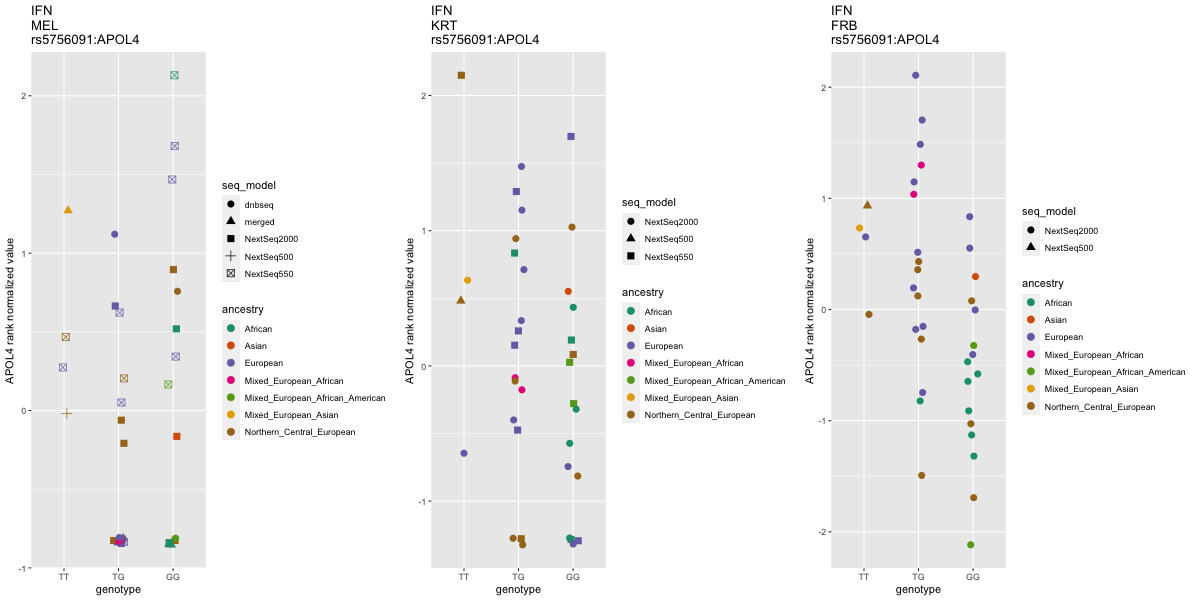 IFN
MEL
rs5756091:APOL4
APOL4 rank normalized value
2
1
0
-1
TT TG GG
genotype
seq_model
dnbseq
merged
NextSeq2000
NextSeq500
NextSeq550
ancestry
African
Asian
European
Mixed_European_African
Mixed_European_African_American
Mixed_European_Asian
Northern_Central_European
IFN
KRT
rs5756091:APOL4
APOL4 rank normalized value
2
1
0
-1
TT TG GG
genotype
seq_model
NextSeq2000
NextSeq500
NextSeq550
ancestry
African
Asian
European
Mixed_European_African
Mixed_European_African_American
Mixed_European_Asian
Northern_Central_European
IFN
FRB
rs5756091:APOL4
APOL4 rank normalized value
2
1
0
-1
-2
TT TG GG
genotype
seq_model
NextSeq2000
NextSeq500
ancestry
African
Asian
European
Mixed_European_African
Mixed_European_African_American
Mixed_European_Asian
Northern_Central_European